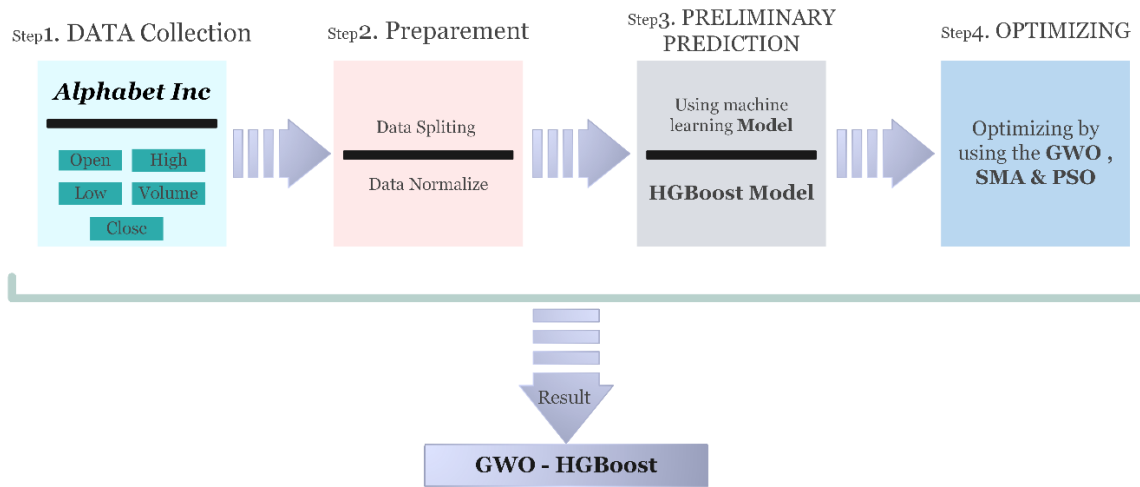 Step1. DATA Collection
Alphabet Inc
Open
High
Low
Volume
Close
Step2. Preparement
Data Spliting
Data Normalize
Step3. PRELIMINARY
PREDICTION
Using machine
learning Model
HGBoost Model
Step4. OPTIMIZING
Optimizing by
using the GWO ,
SMA & PSO
Result
GWO - HGBoost